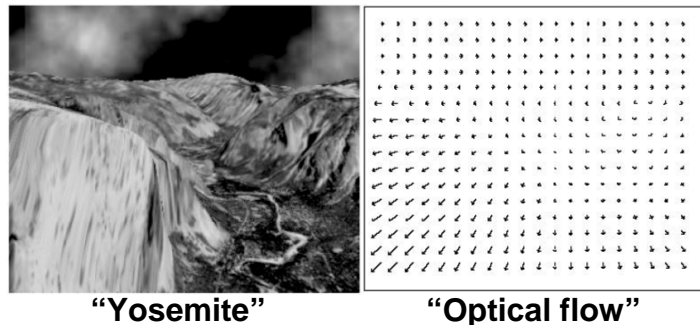 “Yosemite”
“Optical flow”